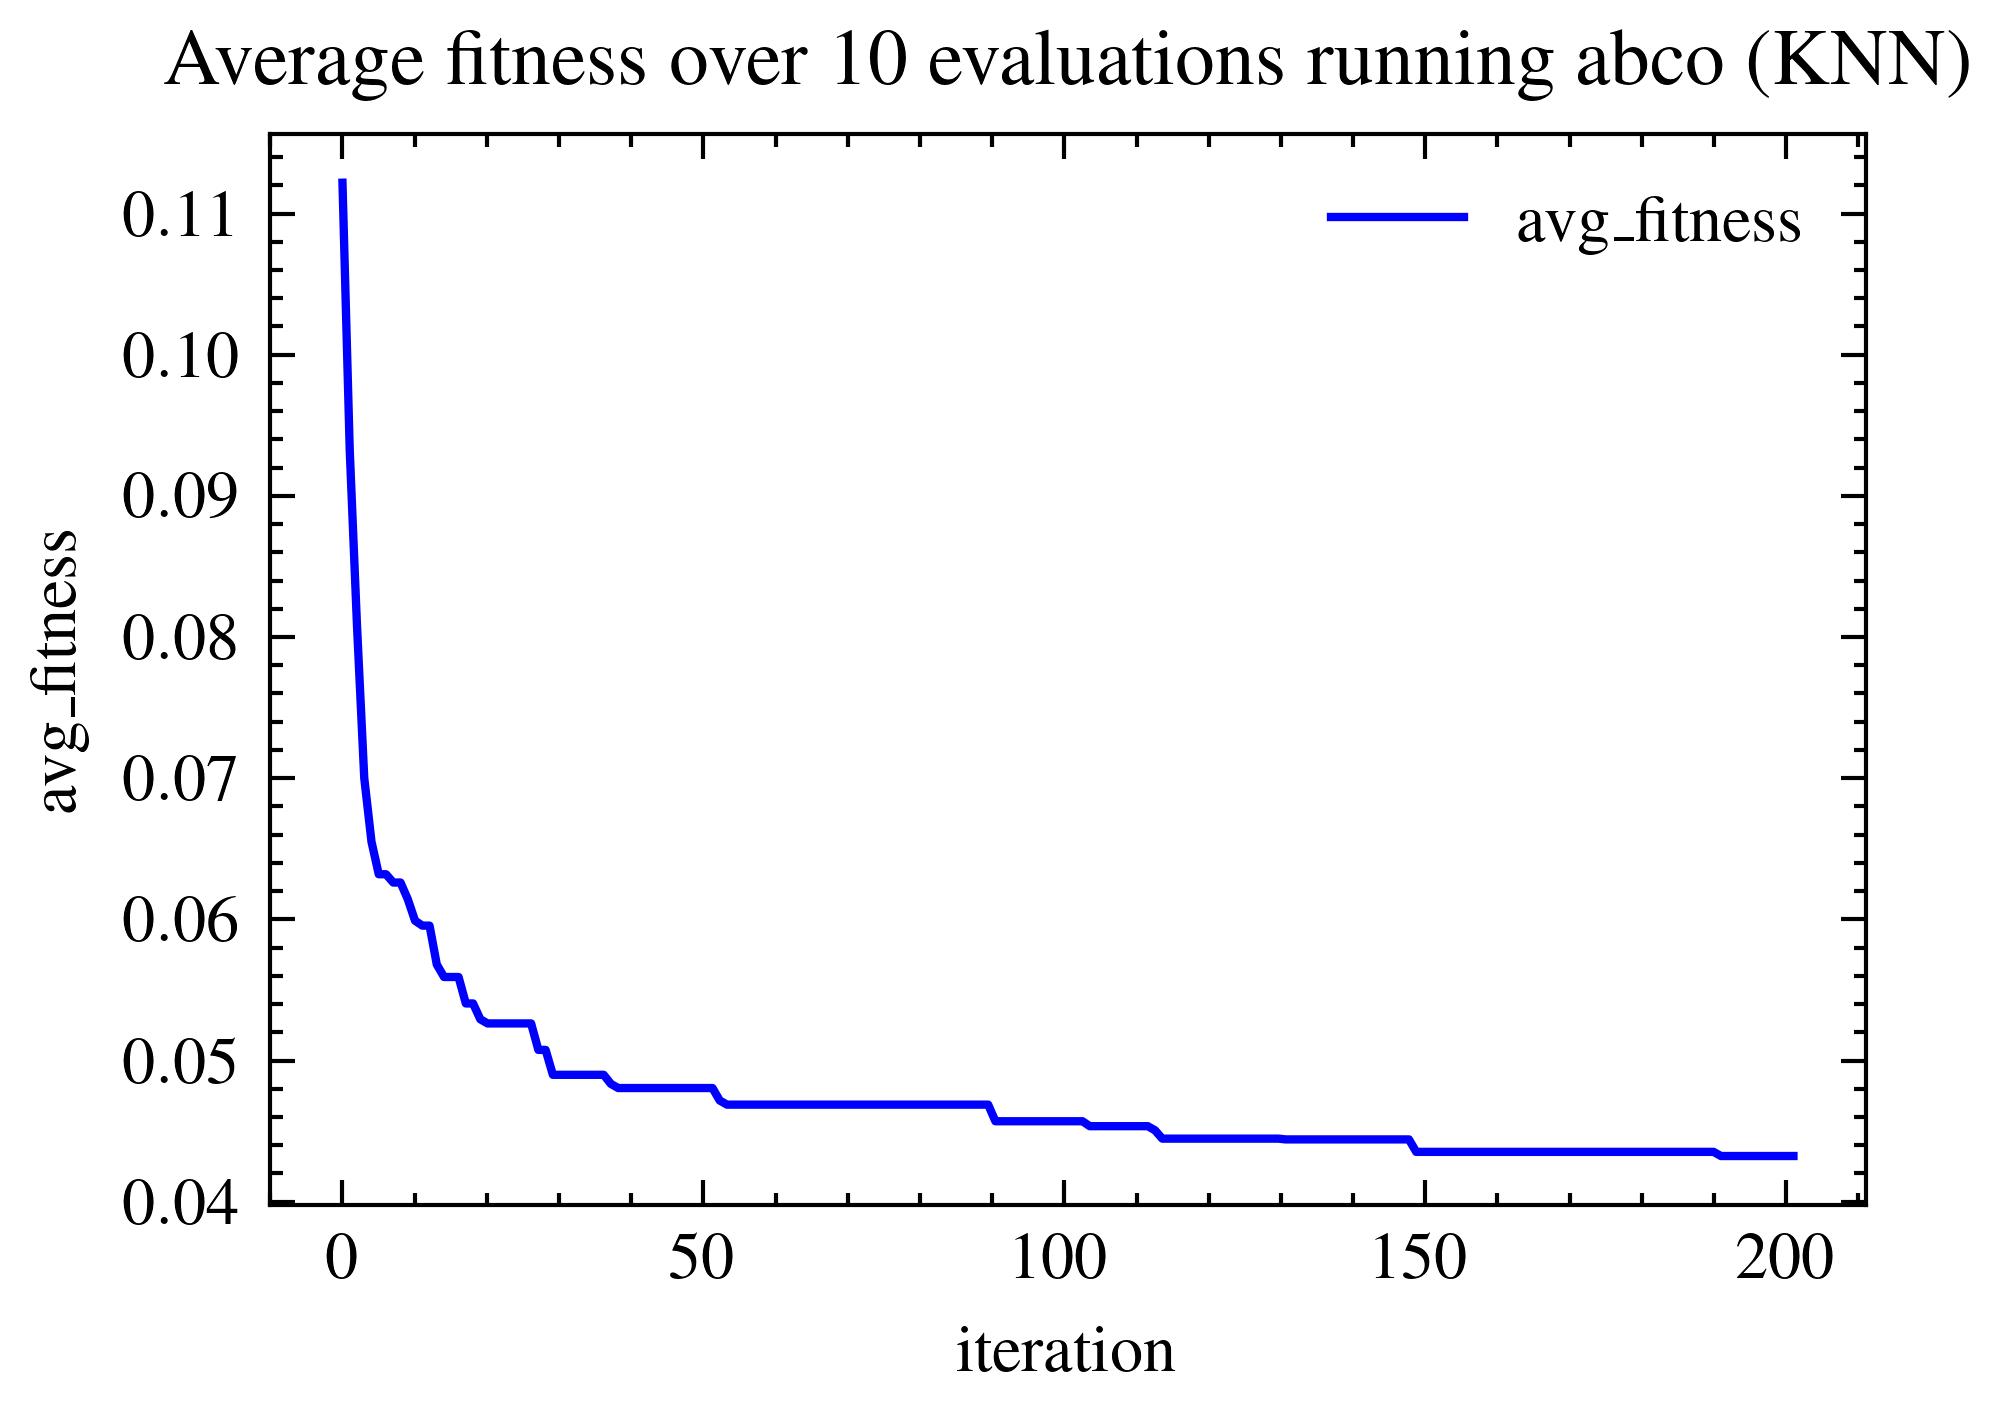 Average fitness over 10 evaluations running abco (KNN)
avg_fitness
0.11
0.10
0.09
0.08
0.07
0.06
0.05
0.04
avg_fitness
0 50 100 150 200
iteration